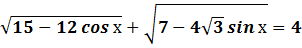 √(15 − 12 cos x) + √(7 − 4√3 sin x) = 4